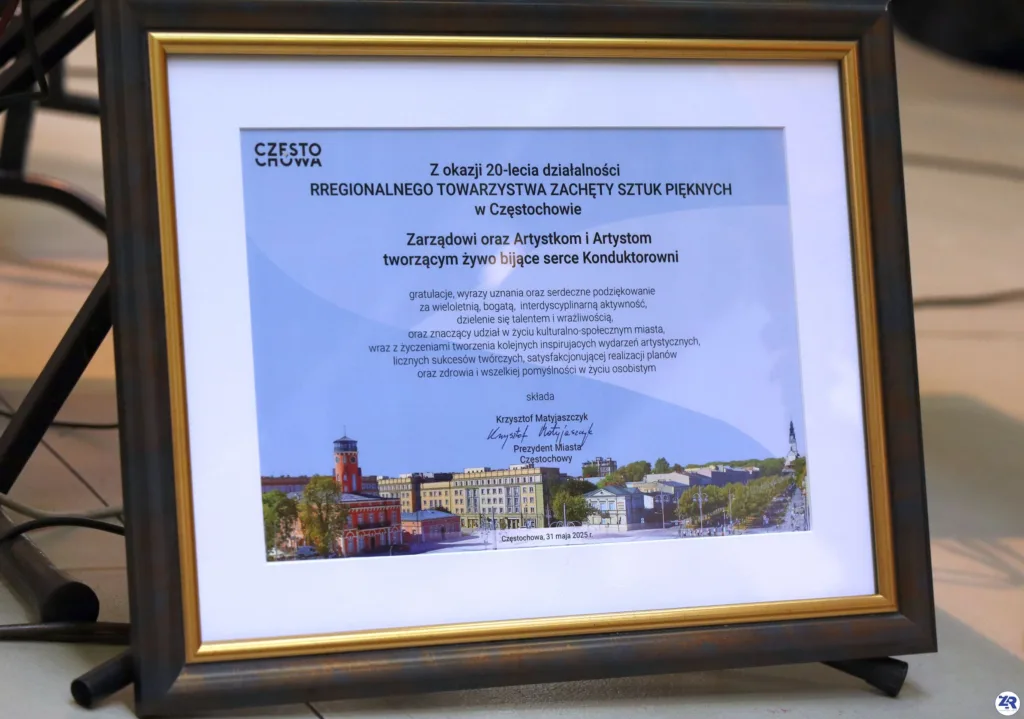 CZĘSTO
CHOWA
Z okazji 20-lecia działalności
RREGIONALNEGO TOWARZYSTWA ZACHĘTY SZTUK PIĘKNYCH
w Częstochowie
Zarządowi oraz Artystkom i Artystom
tworzącym żywo bijące serce Konduktorowni
gratulacje, wyrazy uznania oraz serdeczne podziękowanie
za wieloletnią, bogatą, interdyscyplinarną aktywność,
dzielenie się talentem i wrażliwością,
oraz znaczący udział w życiu kulturalno-społecznym miasta,
wraz z życzeniami tworzenia kolejnych inspirujących wydarzeń artystycznych,
licznych sukcesów twórczych, satysfakcjonującej realizacji planów
oraz zdrowia i wszelkiej pomyślności w życiu osobistym
składa
Krzysztof Matyjaszczyk
Krzysztof Matyjaszczyk
Prezydent Miasta
Częstochowy
Częstochowa, 31 maja 2025 r.
ZR